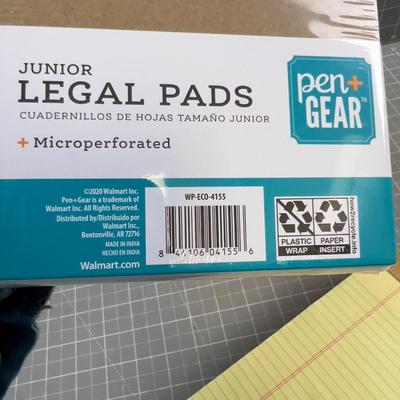 JUNIOR
LEGAL PADS
CUADERNILLOS DE HOJAS TAMAÑO JUNIOR
+ Microperforated
pen+
GEAR™
©2020 Walmart Inc.
Pen+Gear is a trademark of
Walmart Inc. All Rights Reserved.
Distributed by/Distribuido por
Walmart Inc.,
Bentonville, AR 72716
MADE IN INDIA
HECHO EN INDIA
Walmart.com
WP-ECO-4155
8 44106 04155 6
PLASTIC
WRAP
PAPER
INSERT
how2recycle.info